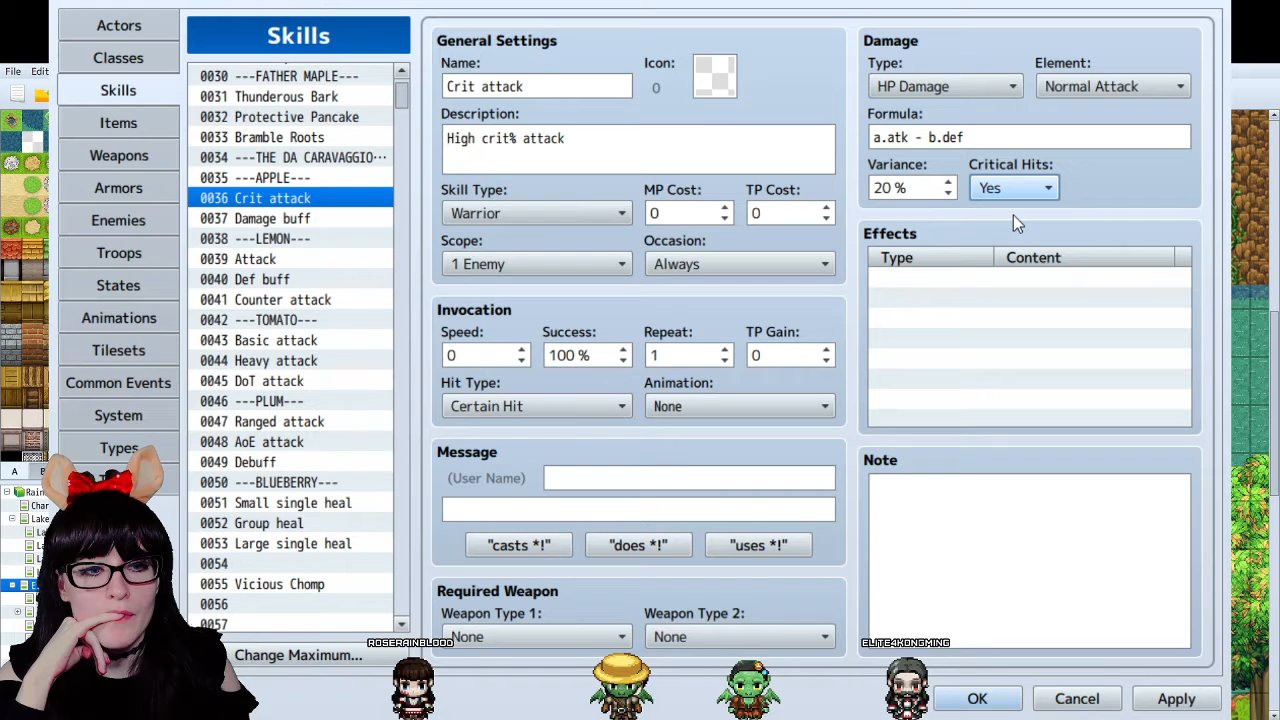 Actors
Classes
Skills
Items
Weapons
Armors
Enemies
Troops
States
Animations
Tilesets
Common Events
System
Types
File
Skills
0030 ---FATHER MAPLE---
0031 Thunderous Bark
0032 Protective Pancake
0033 Bramble Roots
0034 ---THE DA CARAVAGGIO···
0035 ---APPLE---
0036 Crit attack
0037 Damage buff
0038 ---LEMON---
0039 Attack
0040 Def buff
0041 Counter attack
0042 ---TOMATO---
0043 Basic attack
0044 Heavy attack
0045 DoT attack
0046 ---PLUM---
0047 Ranged attack
0048 AoE attack
0049 Debuff
0050 ---BLUEBERRY---
0051 Small single heal
0052 Group heal
0053 Large single heal
0054
0055 Vicious Chomp
0056
0057
Change Maximum...
General Settings
Name:
Icon:
Crit attack
0
Description:
High crit% attack
Skill Type:
MP Cost:
TP Cost:
Warrior
0
0
Scope:
Occasion:
1 Enemy
Always
Invocation
Speed:
Success:
Repeat:
TP Gain:
0
100 %
1
0
Hit Type:
Animation:
Certain Hit
None
Message
(User Name)
"casts *!"
"does *!"
"uses *!"
Required Weapon
Weapon Type 1:
Weapon Type 2:
None
None
Damage
Type:
Element:
HP Damage
Normal Attack
Formula:
a.atk - b.def
Variance:
Critical Hits:
20 %
Yes
Effects
Type
Content
Note
ROSERAINBLOOD
ELITE4KONGMING
OK
Cancel
Apply